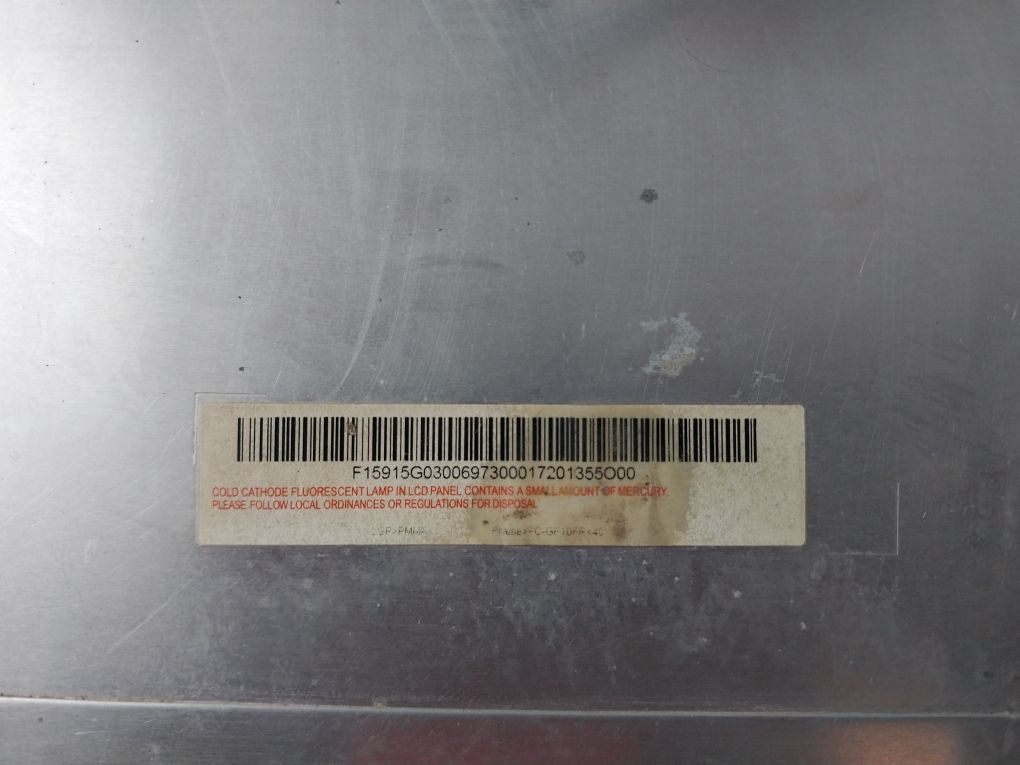 F15915G0300697300017201355O00
COLD CATHODE FLUORESCENT LAMP IN LCD PANEL CONTAINS A SMALL AMOUNT OF MERCURY,
PLEASE FOLLOW LOCAL ORDINANCES OR REGULATIONS FOR DISPOSAL